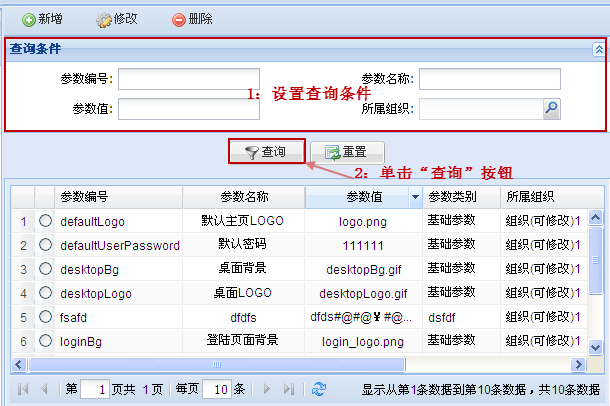 新增 修改 删除
查询条件
参数编号: 参数名称:
1：设置查询条件
参数值: 所属组织:
查询 重置
2：单击“查询”按钮
参数编号 参数名称 参数值 参数类别 所属组织
1 defaultLogo 默认主页LOGO logo.png 基础参数 组织(可修改)1
2 defaultUserPassword 默认密码 111111 基础参数 组织(可修改)1
3 desktopBg 桌面背景 desktopBg.gif 基础参数 组织(可修改)1
4 desktopLogo 桌面LOGO desktopLogo.gif 基础参数 组织(可修改)1
5 fsafd dfdfs dfds#@#@¥#@... dsfdf 组织(可修改)1
6 loginBg 登陆页面背景 login_logo.png 基础参数 组织(可修改)1
第 1 页共 1 页 每页 10 条 显示从第1条数据到第10条数据，共10条数据